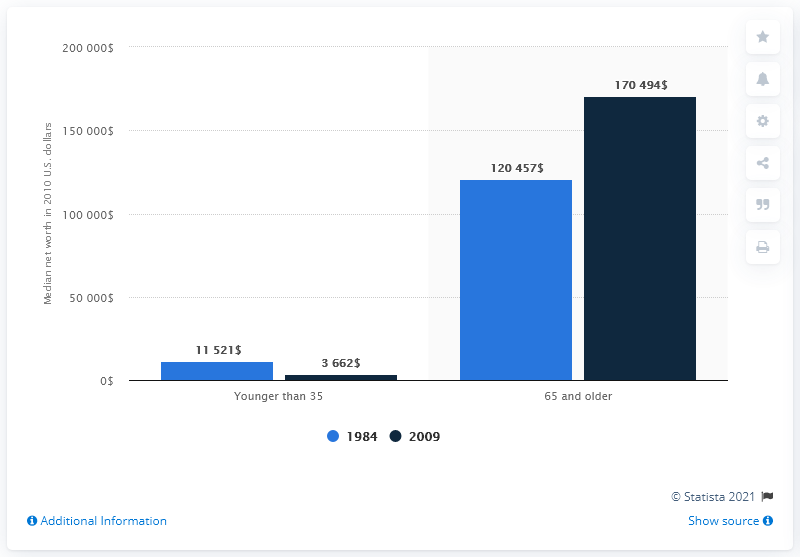 200 000$
150 000$
100 000$
50 000$
0$
Median net worth in 2010 U.S. dollars
11 521$
3 662$
120 457$
170 494$
Younger than 35
65 and older
1984 2009
© Statista 2021
Additional Information
Show source